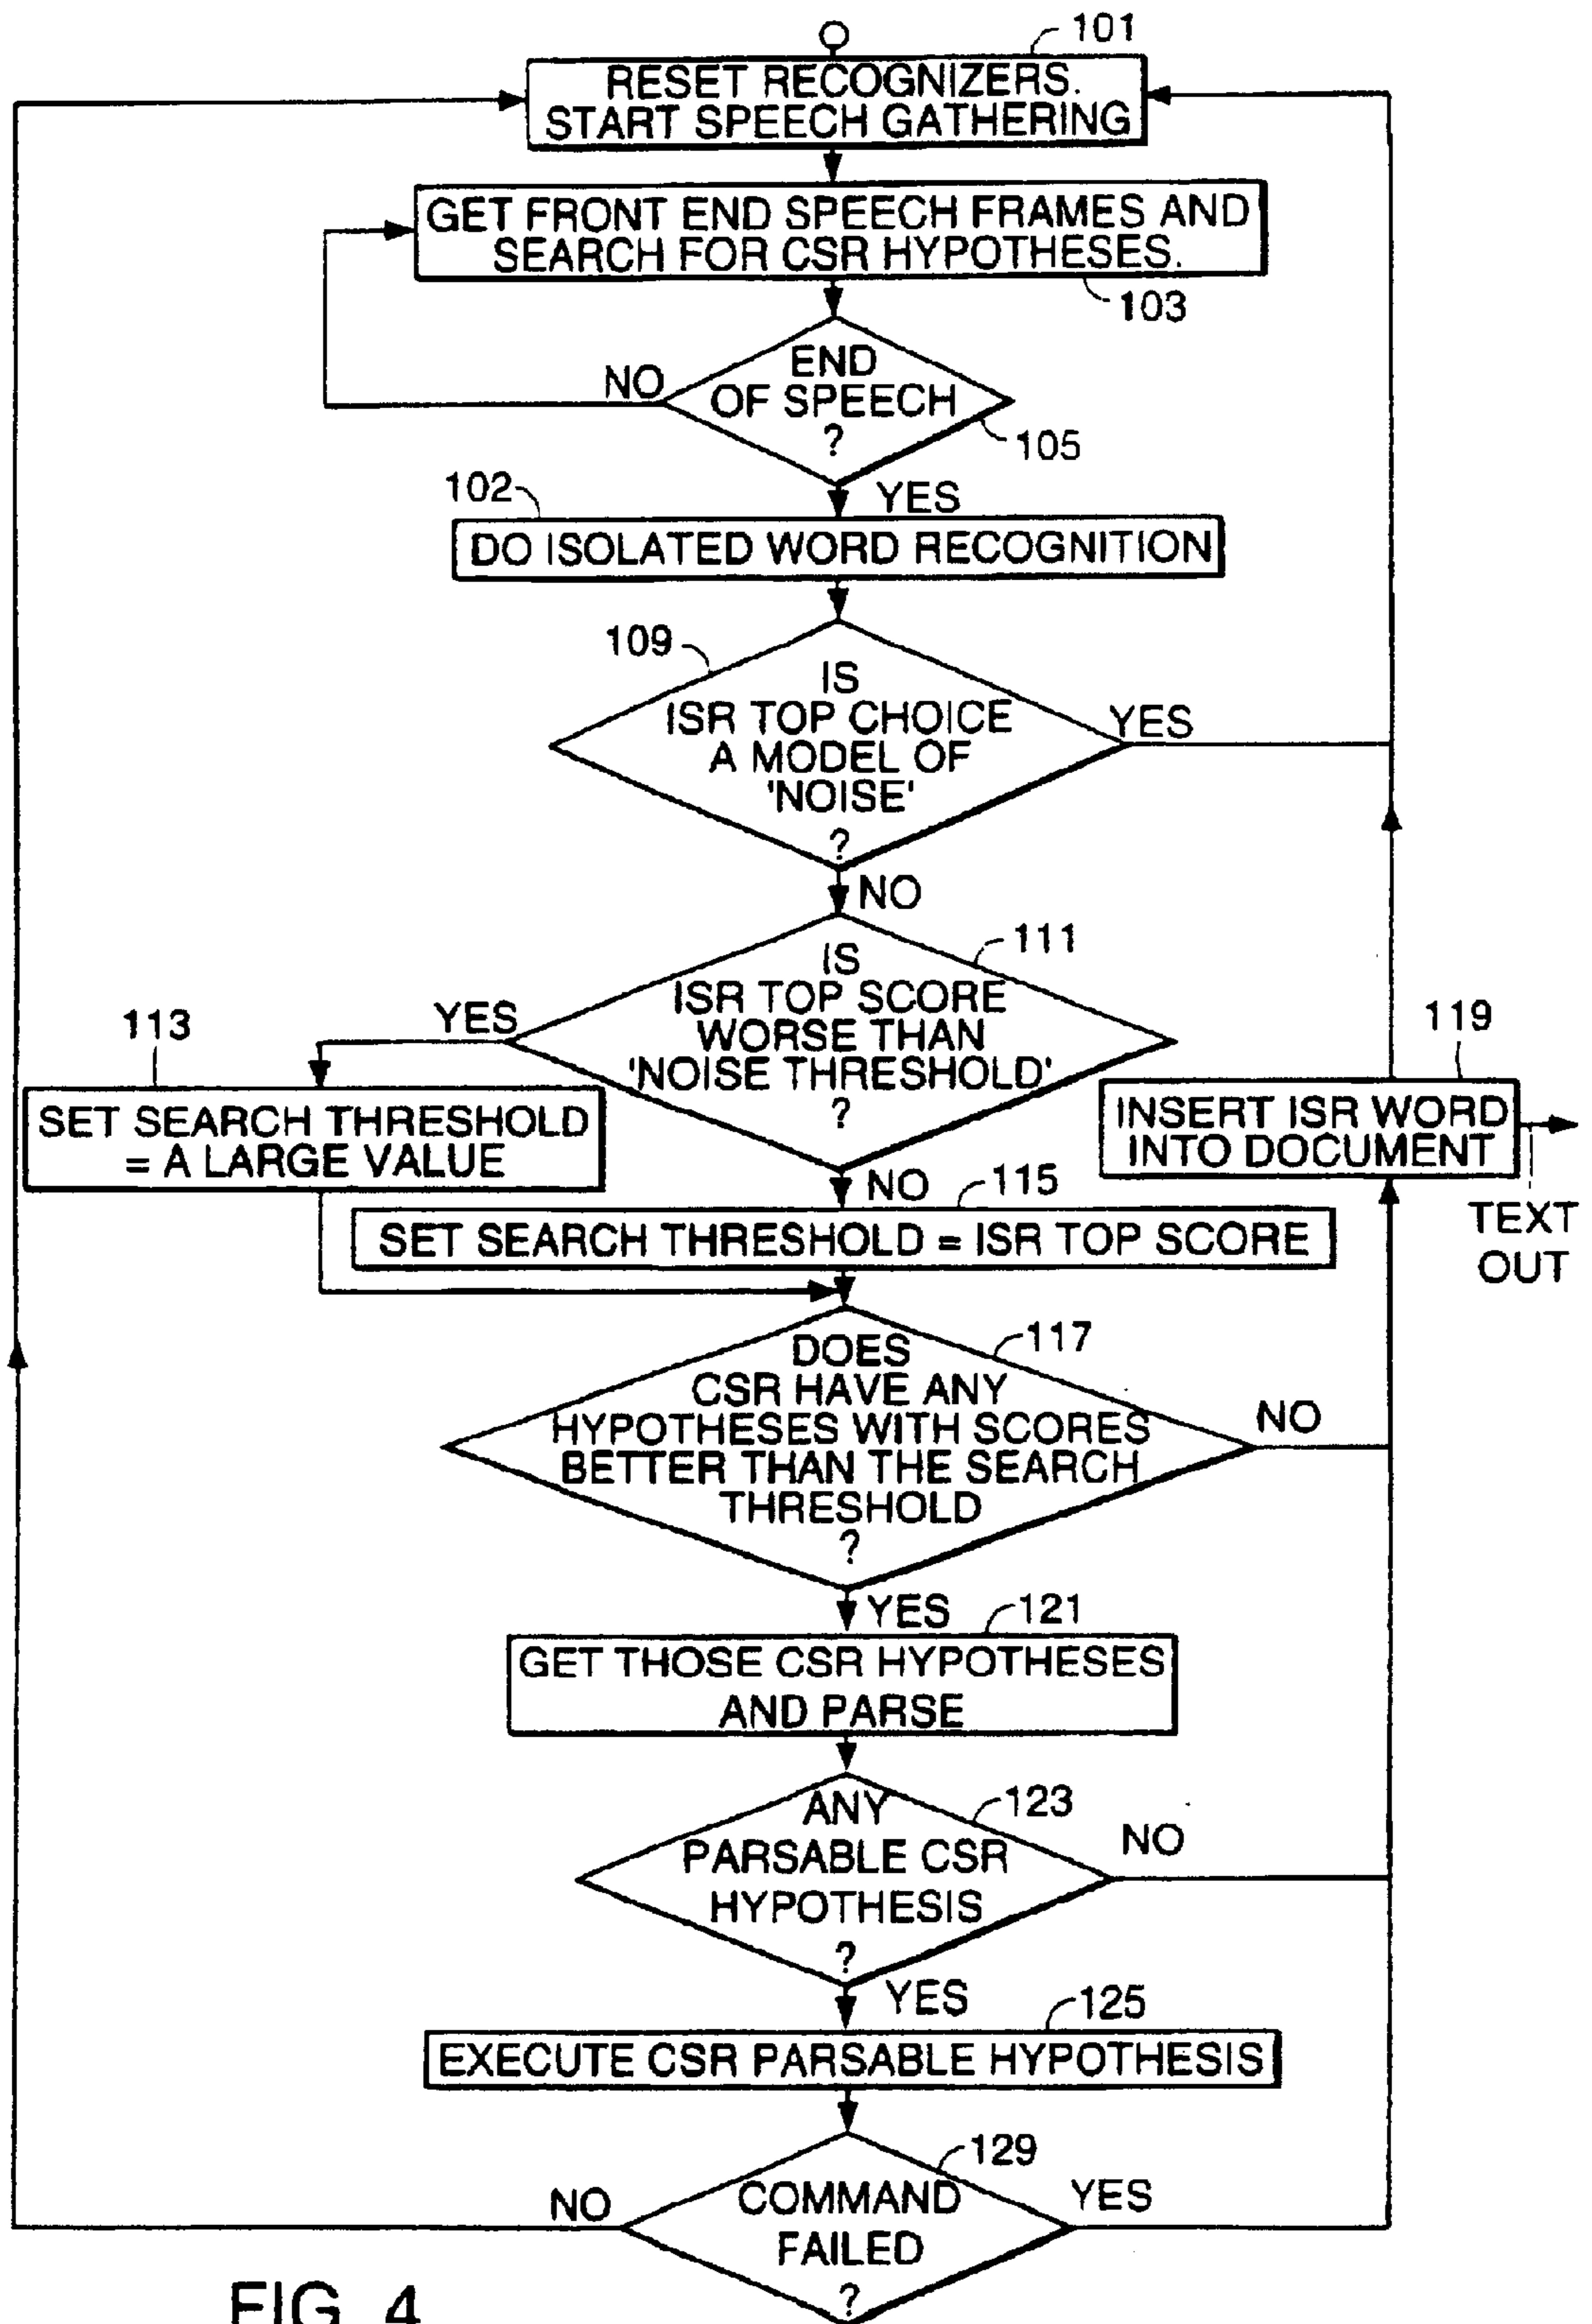 101
RESET RECOGNIZERS.
START SPEECH GATHERING
GET FRONT END SPEECH FRAMES AND
SEARCH FOR CSR HYPOTHESES.
103
END
OF SPEECH
?
NO
105
YES
102
DO ISOLATED WORD RECOGNITION
109
IS
ISR TOP CHOICE
A MODEL OF
'NOISE'
?
YES
NO
111
IS
ISR TOP SCORE
WORSE THAN
'NOISE THRESHOLD'
?
YES
113
SET SEARCH THRESHOLD
= A LARGE VALUE
119
INSERT ISR WORD
INTO DOCUMENT
TEXT
OUT
NO
115
SET SEARCH THRESHOLD = ISR TOP SCORE
117
DOES
CSR HAVE ANY
HYPOTHESES WITH SCORES
BETTER THAN THE SEARCH
THRESHOLD
?
NO
YES
121
GET THOSE CSR HYPOTHESES
AND PARSE
123
ANY
PARSABLE CSR
HYPOTHESIS
?
NO
YES
125
EXECUTE CSR PARSABLE HYPOTHESIS
129
COMMAND
FAILED
?
NO
YES
FIG. 4